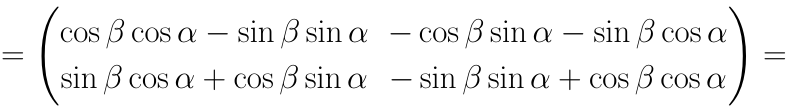 = ( cos β cos α − sin β sin α   − cos β sin α − sin β cos α
sin β cos α + cos β sin α   − sin β sin α + cos β cos α ) =